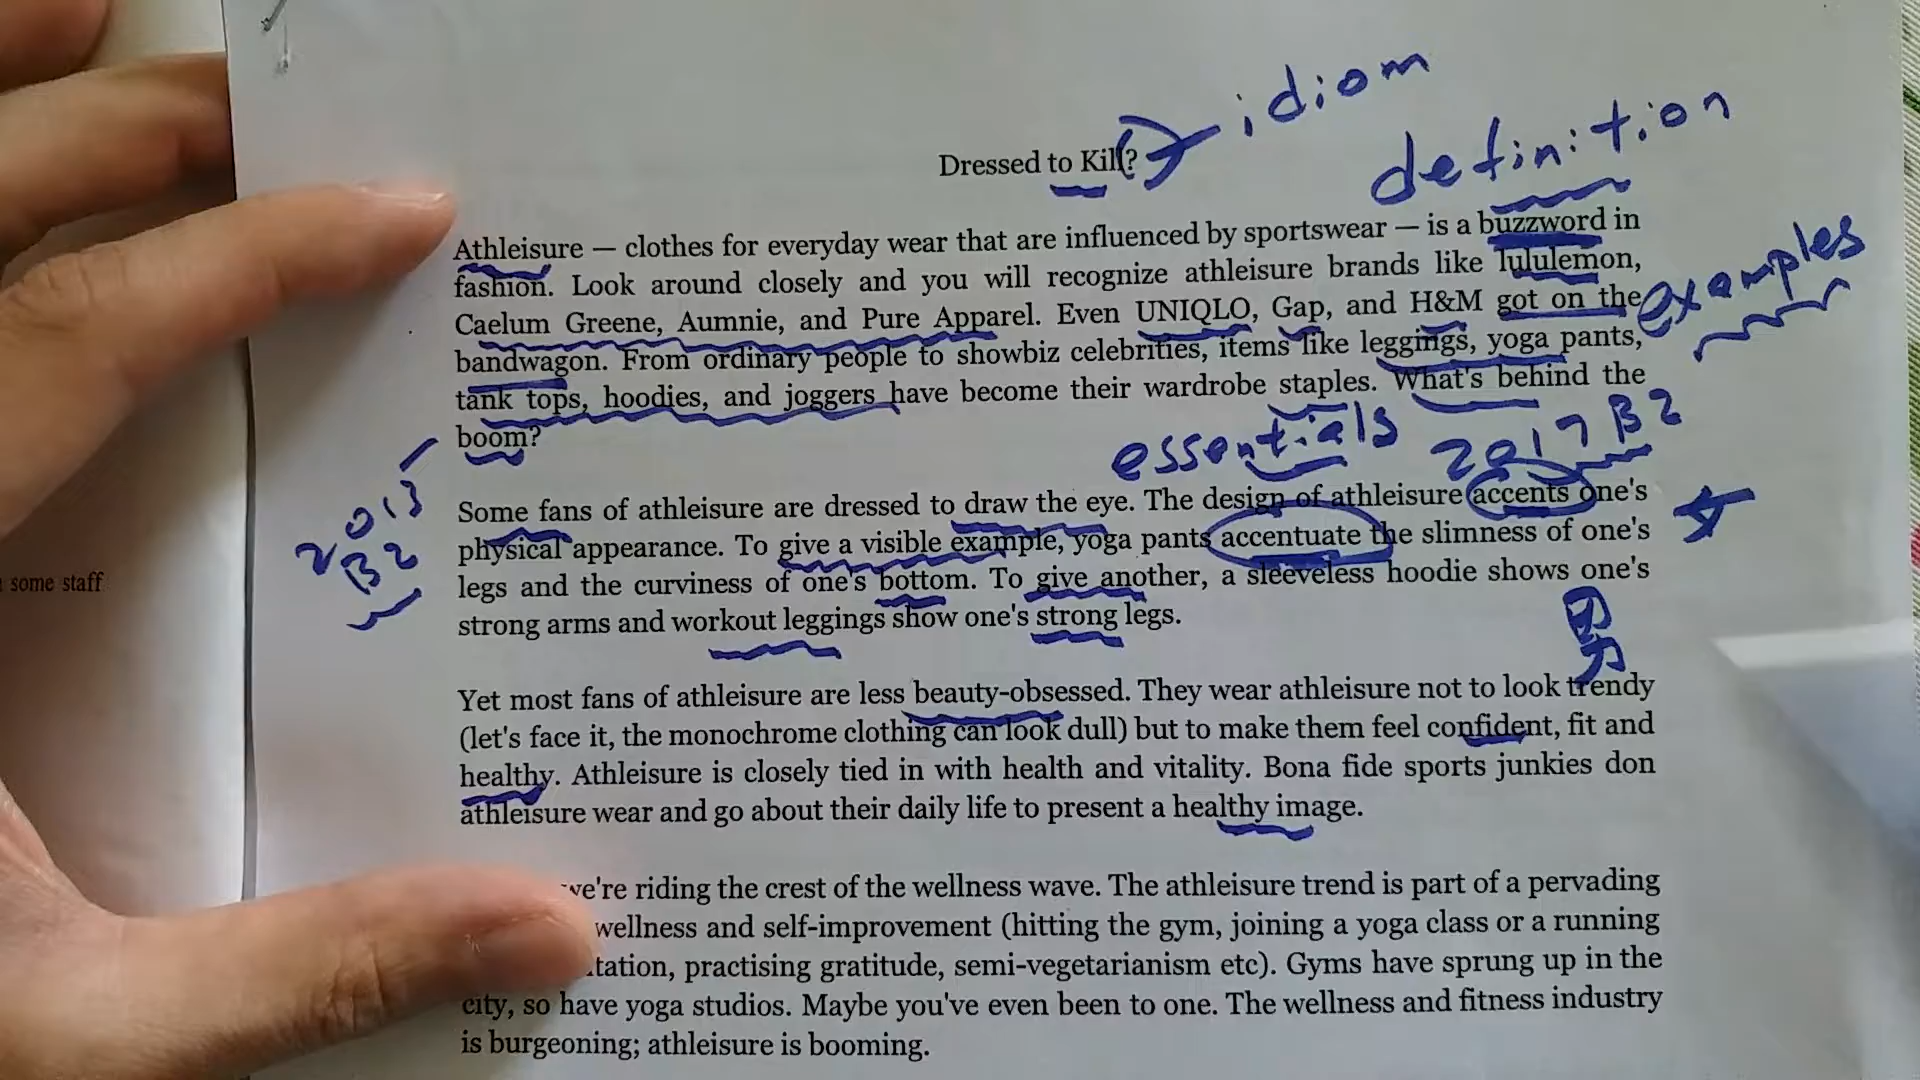 idiom
definition
Dressed to Kill?
Athleisure — clothes for everyday wear that are influenced by sportswear — is a buzzword in
fashion. Look around closely and you will recognize athleisure brands like lululemon,
examples
Caelum Greene, Aumnie, and Pure Apparel. Even UNIQLO, Gap, and H&M got on the
bandwagon. From ordinary people to showbiz celebrities, items like leggings, yoga pants,
tank tops, hoodies, and joggers have become their wardrobe staples. What's behind the
boom?
essentials
2017 B2
2013
B2
Some fans of athleisure are dressed to draw the eye. The design of athleisure accents one's
physical appearance. To give a visible example, yoga pants accentuate the slimness of one's
legs and the curviness of one's bottom. To give another, a sleeveless hoodie shows one's
strong arms and workout leggings show one's strong legs.
some staff
男
Yet most fans of athleisure are less beauty-obsessed. They wear athleisure not to look trendy
(let's face it, the monochrome clothing can look dull) but to make them feel confident, fit and
healthy. Athleisure is closely tied in with health and vitality. Bona fide sports junkies don
athleisure wear and go about their daily life to present a healthy image.
we're riding the crest of the wellness wave. The athleisure trend is part of a pervading
wellness and self-improvement (hitting the gym, joining a yoga class or a running
tation, practising gratitude, semi-vegetarianism etc). Gyms have sprung up in the
city, so have yoga studios. Maybe you've even been to one. The wellness and fitness industry
is burgeoning; athleisure is booming.